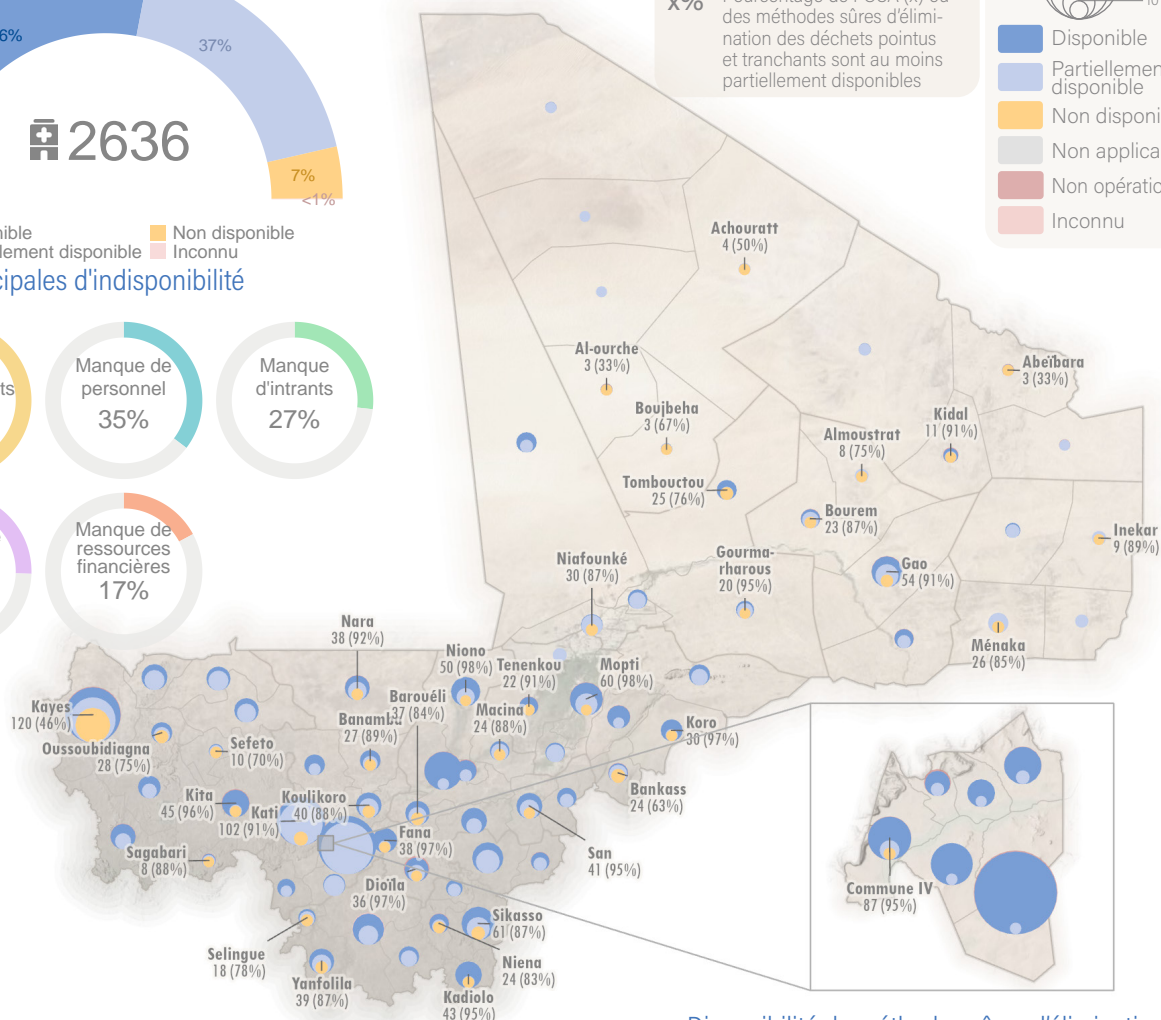 6%
37%
2636
7%
<1%
Non disponible
disponible
Inconnu
d'indisponibilité
Manque de
personnel
35%
Manque
d'intrants
27%
Manque de
ressources
financières
17%
x%
des méthodes sûres d'élimi-
nation des déchets pointus
et tranchants sont au moins
partiellement disponibles
10
Disponible
disponible
Non
Non
Non
Inconnu
Achouratt
4 (50%)
Al-ourche
3 (33%)
Boujbeha
3 (67%)
Abeïbara
3 (33%)
Kidal
11 (91%)
Almoustrat
8 (75%)
Tombouctou
25 (76%)
Bourem
23 (87%)
Inekar
9 (89%)
Gao
54 (91%)
Niafounké
30 (87%)
Gourma-
rharous
20 (95%)
Ménaka
26 (85%)
Nara
38 (92%)
Niono
50 (98%)
Tenenkou
22 (91%)
Mopti
60 (98%)
Kayes
120 (46%)
Barouéli
37 (84%)
Macina
24 (88%)
Banamba
27 (89%)
Koro
30 (97%)
Oussoubidiagna
28 (75%)
Sefeto
10 (70%)
Bankass
24 (63%)
Kita
45 (96%)
Kati
102 (91%)
Koulikoro
40 (88%)
Fana
38 (97%)
Sagabari
8 (88%)
San
41 (95%)
Dioïla
36 (97%)
Commune IV
87 (95%)
Sikasso
61 (87%)
Selingue
18 (78%)
Niena
24 (83%)
Yanfolila
39 (87%)
Kadiolo
43 (95%)